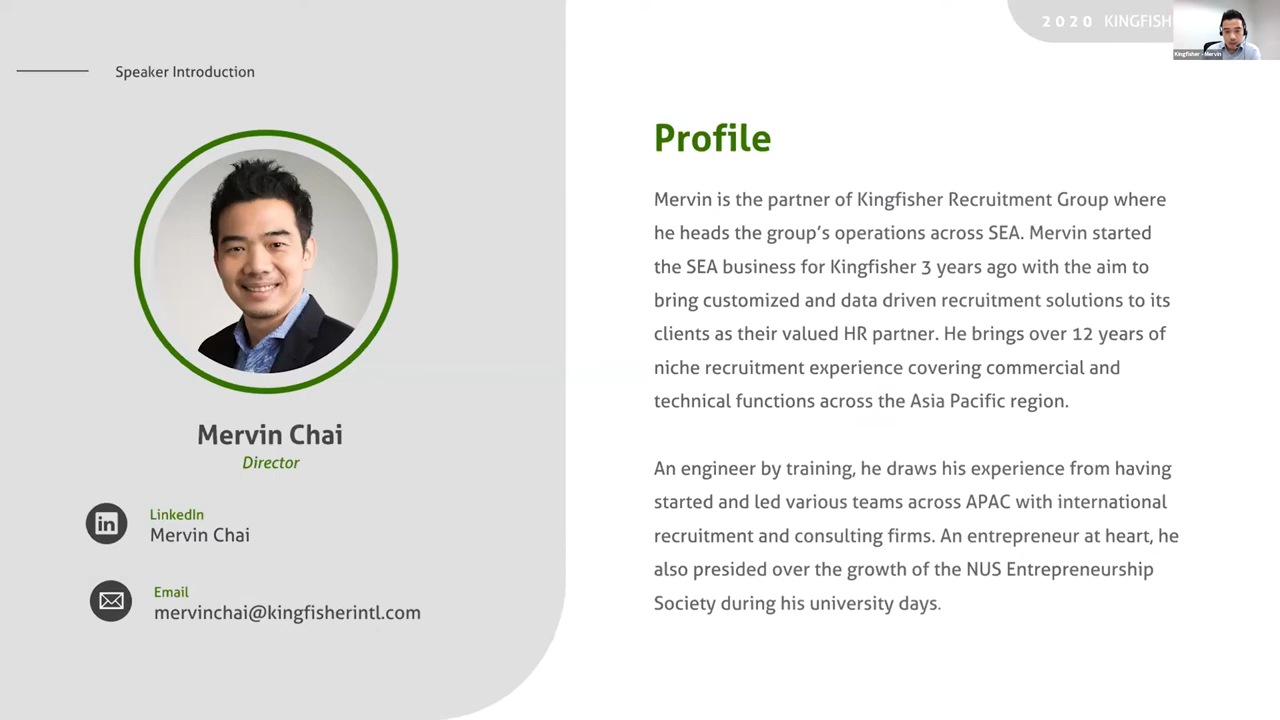 2020 KINGFISH
Kingfisher - Mervin
Speaker Introduction
Mervin Chai
Director
LinkedIn
Mervin Chai
Email
mervinchai@kingfisherintl.com
Profile
Mervin is the partner of Kingfisher Recruitment Group where
he heads the group's operations across SEA. Mervin started
the SEA business for Kingfisher 3 years ago with the aim to
bring customized and data driven recruitment solutions to its
clients as their valued HR partner. He brings over 12 years of
niche recruitment experience covering commercial and
technical functions across the Asia Pacific region.
An engineer by training, he draws his experience from having
started and led various teams across APAC with international
recruitment and consulting firms. An entrepreneur at heart, he
also presided over the growth of the NUS Entrepreneurship
Society during his university days.